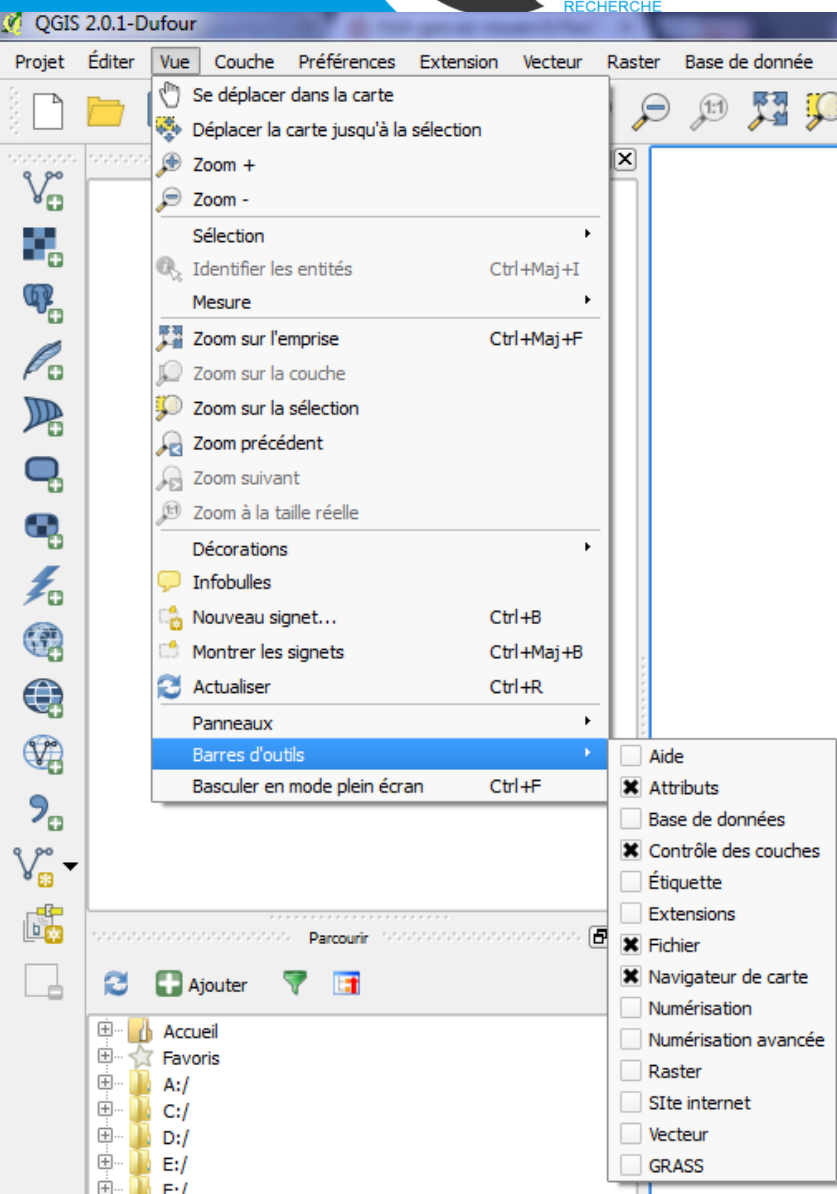 RECHERCHE
QGIS 2.0.1-Dufour
Projet Éditer Vue Couche Préférences Extension Vecteur Raster Base de donnée
Se déplacer dans la carte
Déplacer la carte jusqu'à la sélection
Zoom +
Zoom -
Sélection
Identifier les entités Ctrl+Maj+I
Mesure
Zoom sur l'emprise Ctrl+Maj+F
Zoom sur la couche
Zoom sur la sélection
Zoom précédent
Zoom suivant
Zoom à la taille réelle
Décorations
Infobulles
Nouveau signet... Ctrl+B
Montrer les signets Ctrl+Maj+B
Actualiser Ctrl+R
Panneaux
Barres d'outils
Basculer en mode plein écran Ctrl+F
Aide
Attributs
Base de données
Contrôle des couches
Étiquette
Extensions
Fichier
Navigateur de carte
Numérisation
Numérisation avancée
Raster
SIte internet
Vecteur
GRASS
Parcourir
Ajouter
Accueil
Favoris
A:/
C:/
D:/
E:/
F:/